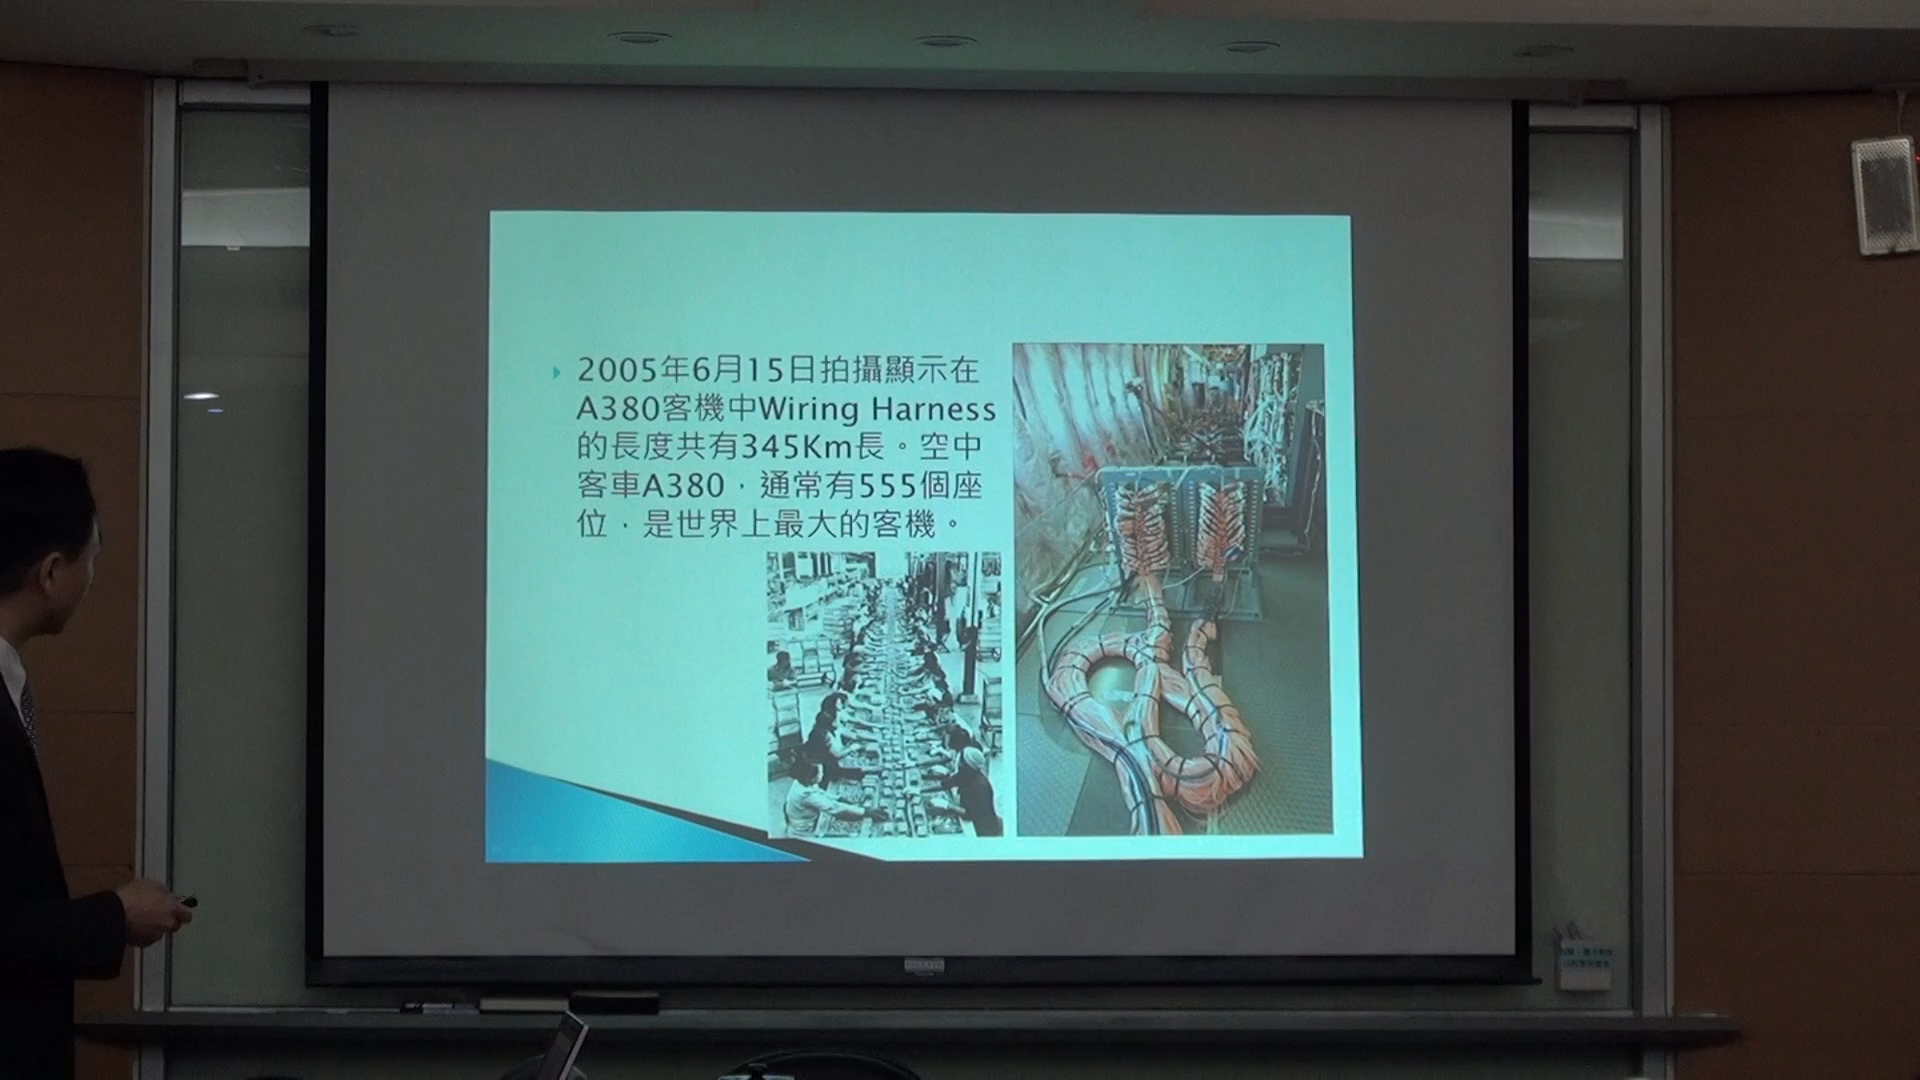 2005年6月15日拍攝顯示在
A380客機中Wiring Harness
的長度共有345Km長。空中
客車A380，通常有555個座
位，是世界上最大的客機。